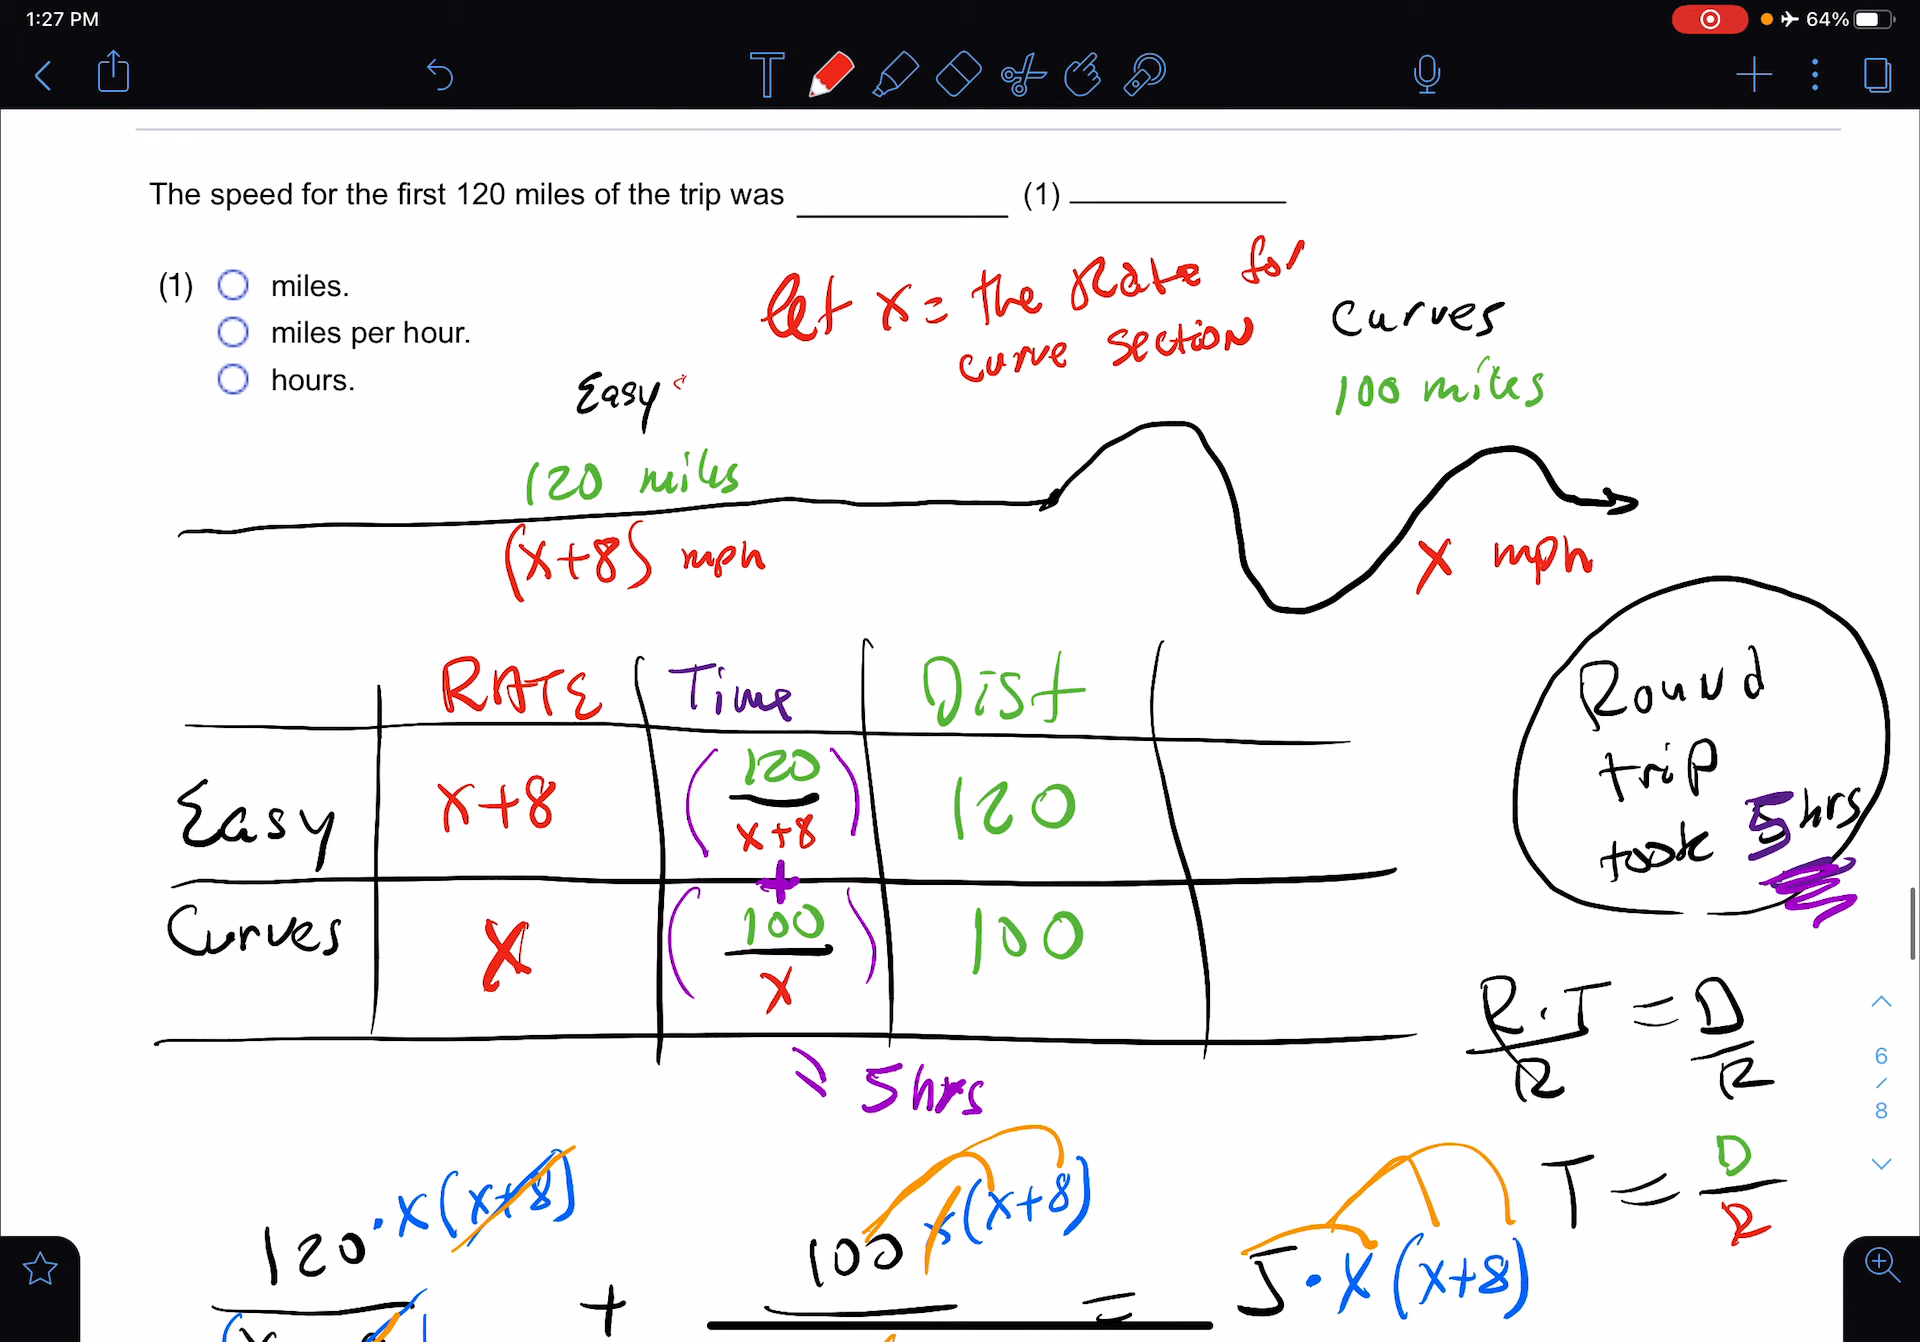 1:27 PM
64%
The speed for the first 120 miles of the trip was ____________ (1) ____________
(1) miles.
miles per hour.
hours.
let x = the Rate for
curve section
Curves
100 miles
Easy
120 miles
(x+8) mph
x mph
RATE Time Dist
Easy x+8 (120/x+8) 120
+
Curves x (100/x) 100
= 5hrs
Round
trip
took 5 hrs
R·T/R = D/R
T = D/R
6
/
8
120 · x(x+8)
+
100 x(x+8)
=
5 · x(x+8)